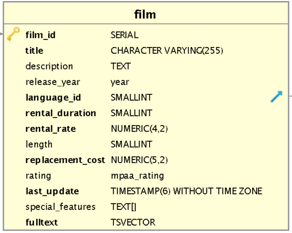 film
film_id SERIAL
title CHARACTER VARYING(255)
description TEXT
release_year year
language_id SMALLINT
rental_duration SMALLINT
rental_rate NUMERIC(4,2)
length SMALLINT
replacement_cost NUMERIC(5,2)
rating mpaa_rating
last_update TIMESTAMP(6) WITHOUT TIME ZONE
special_features TEXT[]
fulltext TSVECTOR